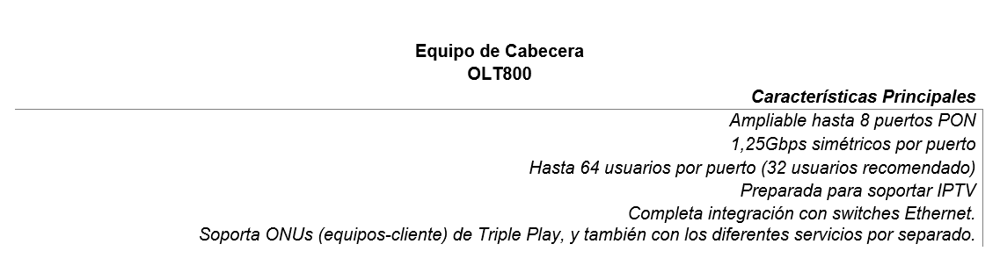 Equipo de Cabecera
OLT800
Características Principales
Ampliable hasta 8 puertos PON
1,25Gbps simétricos por puerto
Hasta 64 usuarios por puerto (32 usuarios recomendado)
Preparada para soportar IPTV
Completa integración con switches Ethernet.
Soporta ONUs (equipos-cliente) de Triple Play, y también con los diferentes servicios por separado.